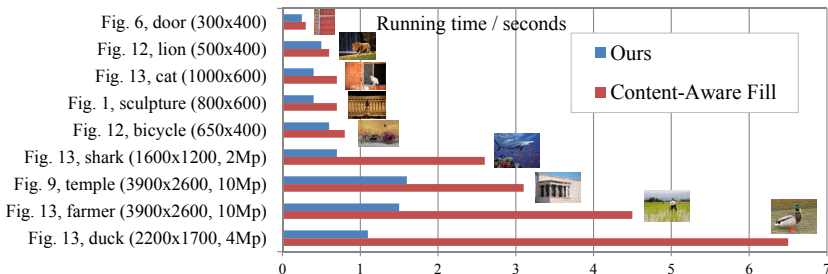 Running time / seconds
Fig. 6, door (300x400)
Fig. 12, lion (500x400)
Fig. 13, cat (1000x600)
Fig. 1, sculpture (800x600)
Fig. 12, bicycle (650x400)
Fig. 13, shark (1600x1200, 2Mp)
Fig. 9, temple (3900x2600, 10Mp)
Fig. 13, farmer (3900x2600, 10Mp)
Fig. 13, duck (2200x1700, 4Mp)
Ours
Content-Aware Fill
0 1 2 3 4 5 6 7